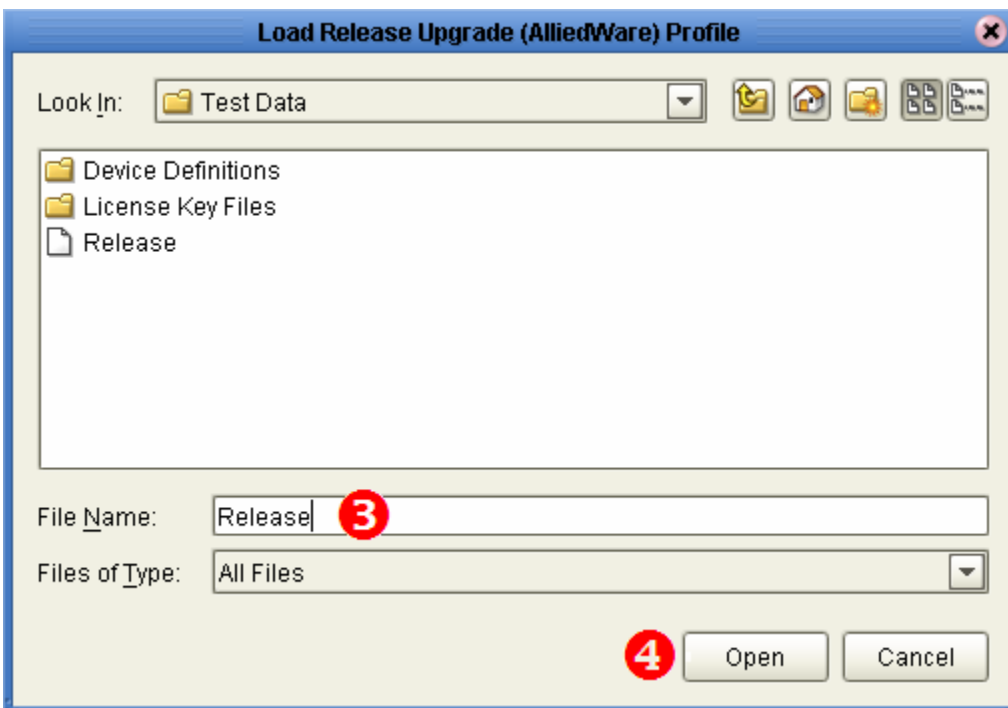 Load Release Upgrade (AlliedWare) Profile
Look In: Test Data
Device Definitions
License Key Files
Release
File Name: Release 3
Files of Type: All Files
4 Open Cancel